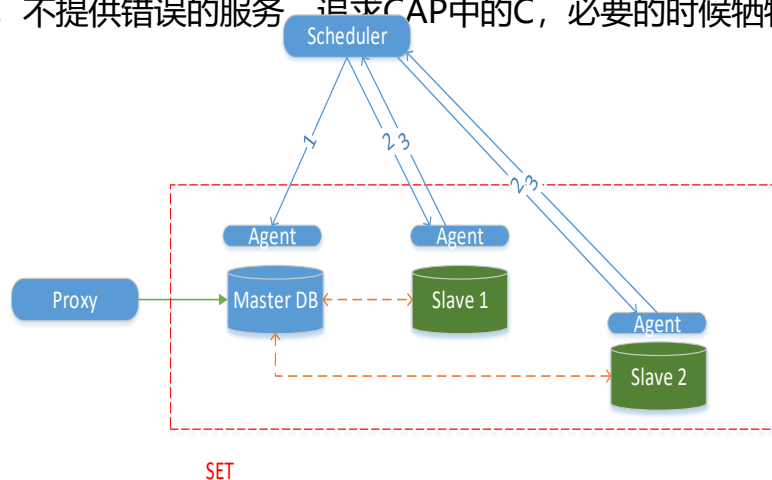 不提供错误的服务 追求CAP中的C，必要的时候牺
Scheduler
1
2 3
2 3
Agent
Agent
Proxy
Master DB
Slave 1
Agent
Slave 2
SET